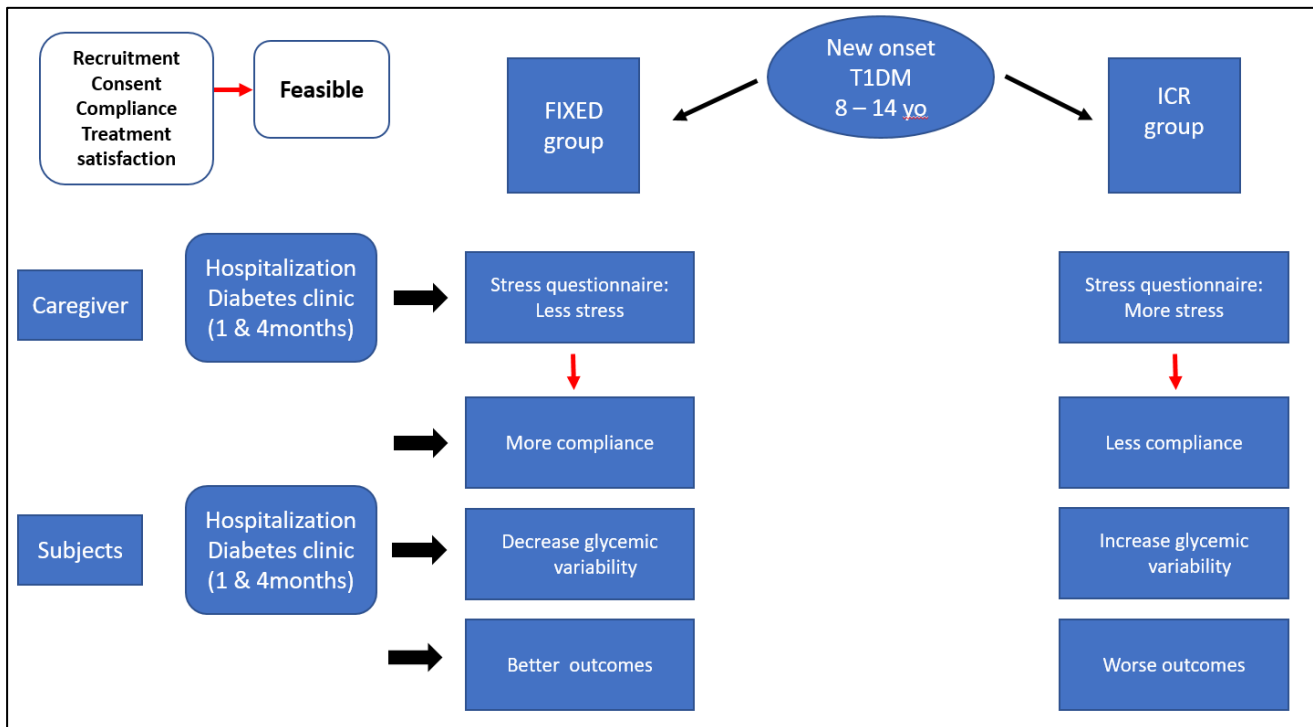 Recruitment
Consent
Compliance
Treatment
satisfaction
Feasible
FIXED
group
New onset
T1DM
8 – 14 yo
ICR
group
Caregiver
Hospitalization
Diabetes clinic
(1 & 4months)
Stress questionnaire:
Less stress
Stress questionnaire:
More stress
More compliance
Less compliance
Subjects
Hospitalization
Diabetes clinic
(1 & 4months)
Decrease glycemic
variability
Increase glycemic
variability
Better outcomes
Worse outcomes